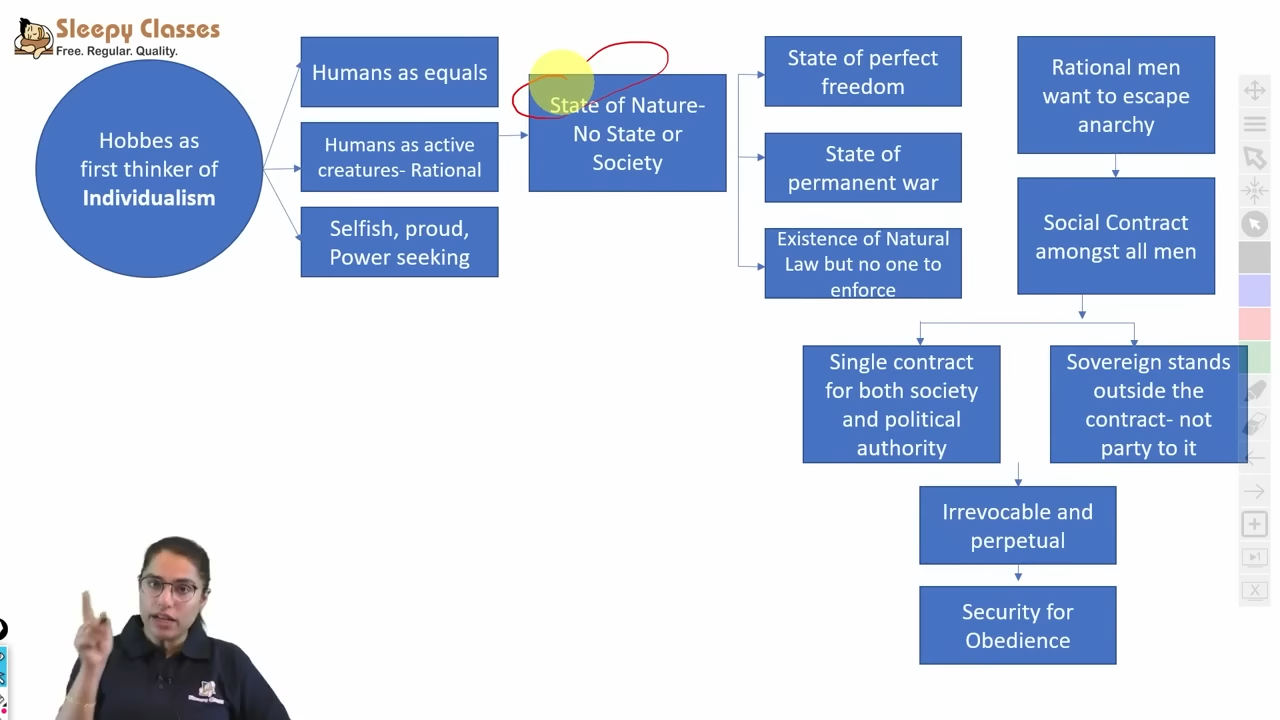 Sleepy Classes
Free. Regular. Quality.
Hobbes as
first thinker of
Individualism
Humans as equals
Humans as active
creatures- Rational
Selfish, proud,
Power seeking
State of Nature-
No State or
Society
State of perfect
freedom
State of
permanent war
Existence of Natural
Law but no one to
enforce
Rational men
want to escape
anarchy
Social Contract
amongst all men
Single contract
for both society
and political
authority
Sovereign stands
outside the
contract- not
party to it
Irrevocable and
perpetual
Security for
Obedience
Sleepy Classes